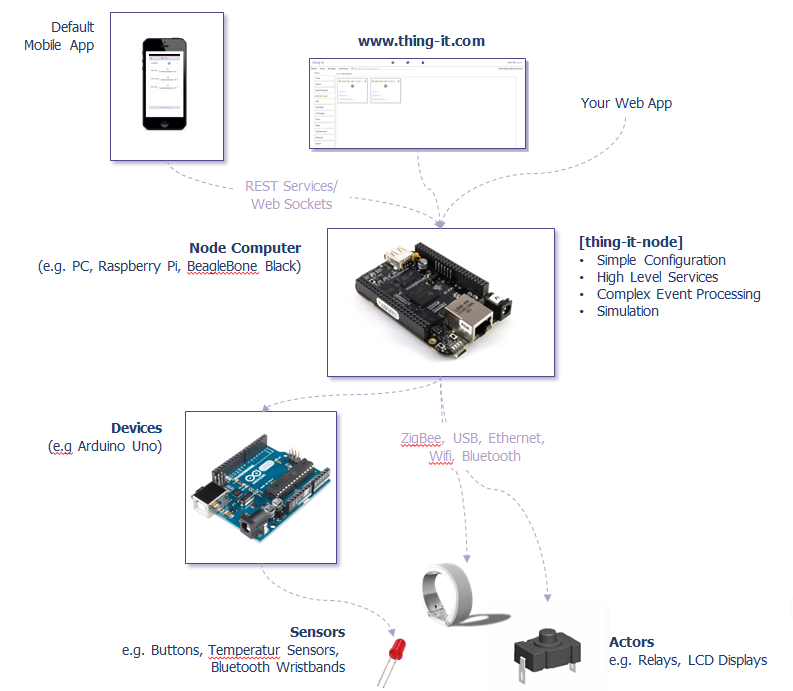 Default
Mobile App
www.thing-it.com
Your Web App
REST Services/
Web Sockets
Node Computer
(e.g. PC, Raspberry Pi, BeagleBone Black)
[thing-it-node]
• Simple Configuration
• High Level Services
• Complex Event Processing
• Simulation
Devices
(e.g Arduino Uno)
ZigBee, USB, Ethernet,
Wifi, Bluetooth
Sensors
e.g. Buttons, Temperatur Sensors,
Bluetooth Wristbands
Actors
e.g. Relays, LCD Displays